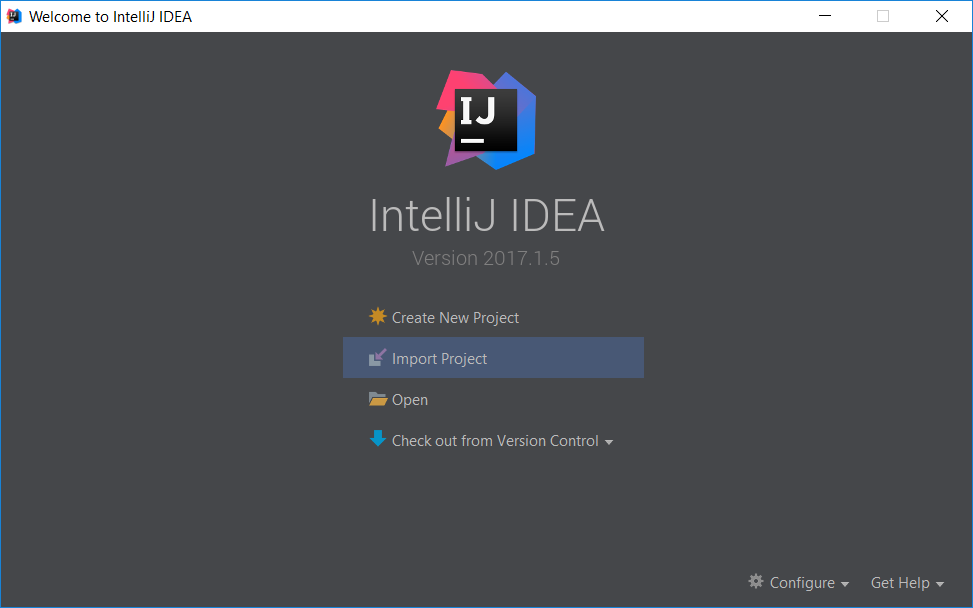 Welcome to IntelliJ IDEA
IJ
IntelliJ IDEA
Version 2017.1.5
Create New Project
Import Project
Open
Check out from Version Control
Configure Get Help